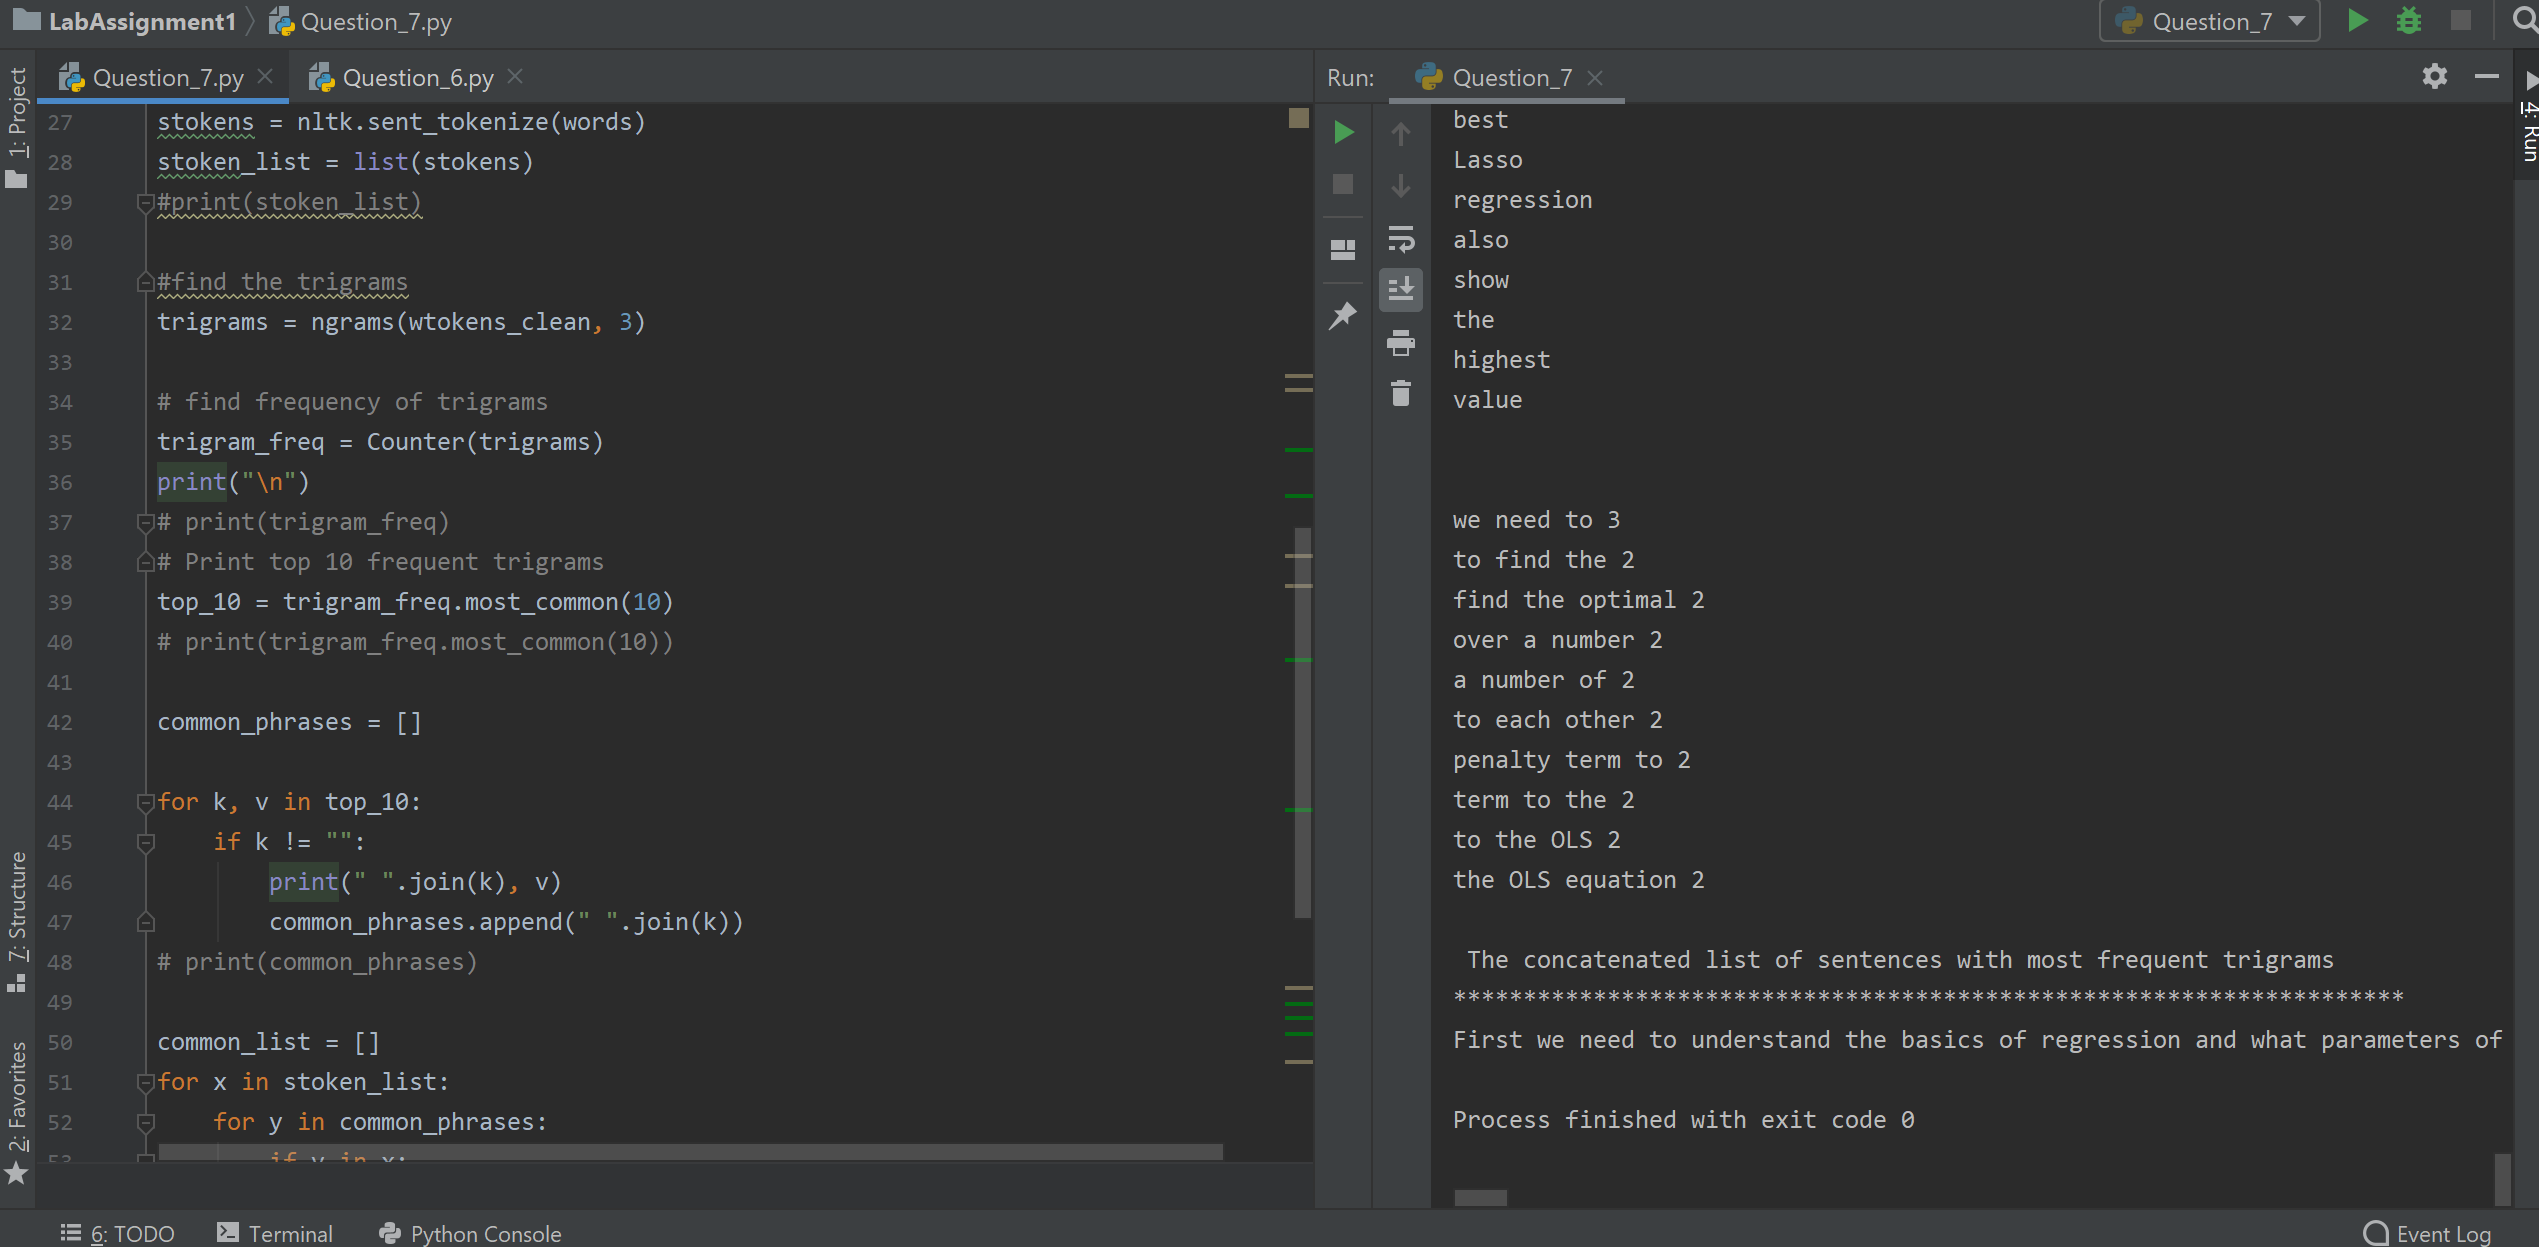 LabAssignment1 Question_7.py Question_7
Question_7.py Question_6.py
1: Project
7: Structure
2: Favorites
27 stokens = nltk.sent_tokenize(words)
28 stoken_list = list(stokens)
29 #print(stoken_list)
30
31 #find the trigrams
32 trigrams = ngrams(wtokens_clean, 3)
33
34 # find frequency of trigrams
35 trigram_freq = Counter(trigrams)
36 print("\n")
37 # print(trigram_freq)
38 # Print top 10 frequent trigrams
39 top_10 = trigram_freq.most_common(10)
40 # print(trigram_freq.most_common(10))
41
42 common_phrases = []
43
44 for k, v in top_10:
45 if k != "":
46 print(" ".join(k), v)
47 common_phrases.append(" ".join(k))
48 # print(common_phrases)
49
50 common_list = []
51 for x in stoken_list:
52 for y in common_phrases:
53 if y in x:
Run: Question_7
4: Run
best
Lasso
regression
also
show
the
highest
value
we need to 3
to find the 2
find the optimal 2
over a number 2
a number of 2
to each other 2
penalty term to 2
term to the 2
to the OLS 2
the OLS equation 2
The concatenated list of sentences with most frequent trigrams
********************************************************************
First we need to understand the basics of regression and what parameters of
Process finished with exit code 0
6: TODO Terminal Python Console Event Log